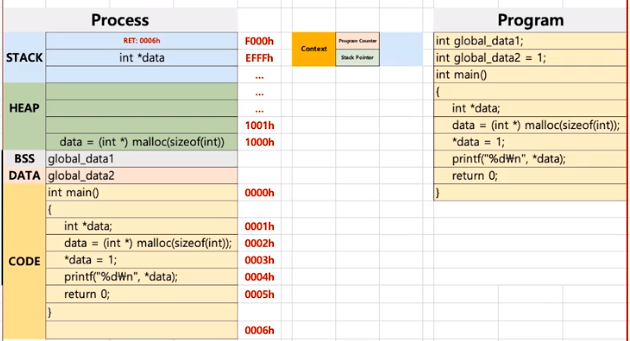 Process
Program
STACK
RET: 0006h
F000h
int *data
EFFFh
...
HEAP
...
...
1001h
data = (int *) malloc(sizeof(int))
1000h
BSS
global_data1
DATA
global_data2
CODE
int main()
0000h
{
int *data;
0001h
data = (int *) malloc(sizeof(int));
0002h
*data = 1;
0003h
printf("%d₩n", *data);
0004h
return 0;
0005h
}
0006h
Context
Program Counter
Stack Pointer
int global_data1;
int global_data2 = 1;
int main()
{
int *data;
data = (int *) malloc(sizeof(int));
*data = 1;
printf("%d₩n", *data);
return 0;
}